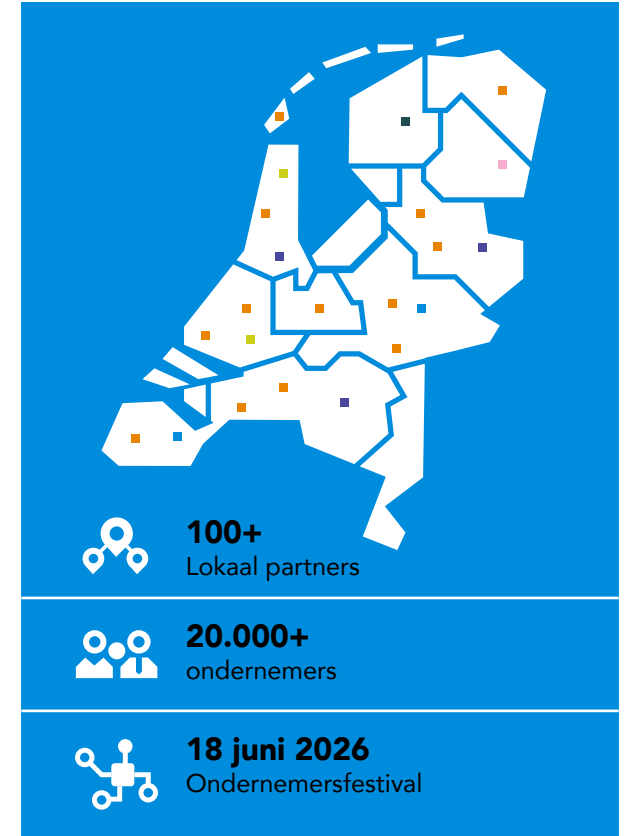 100+
Lokaal partners
20.000+
ondernemers
18 juni 2026
Ondernemersfestival